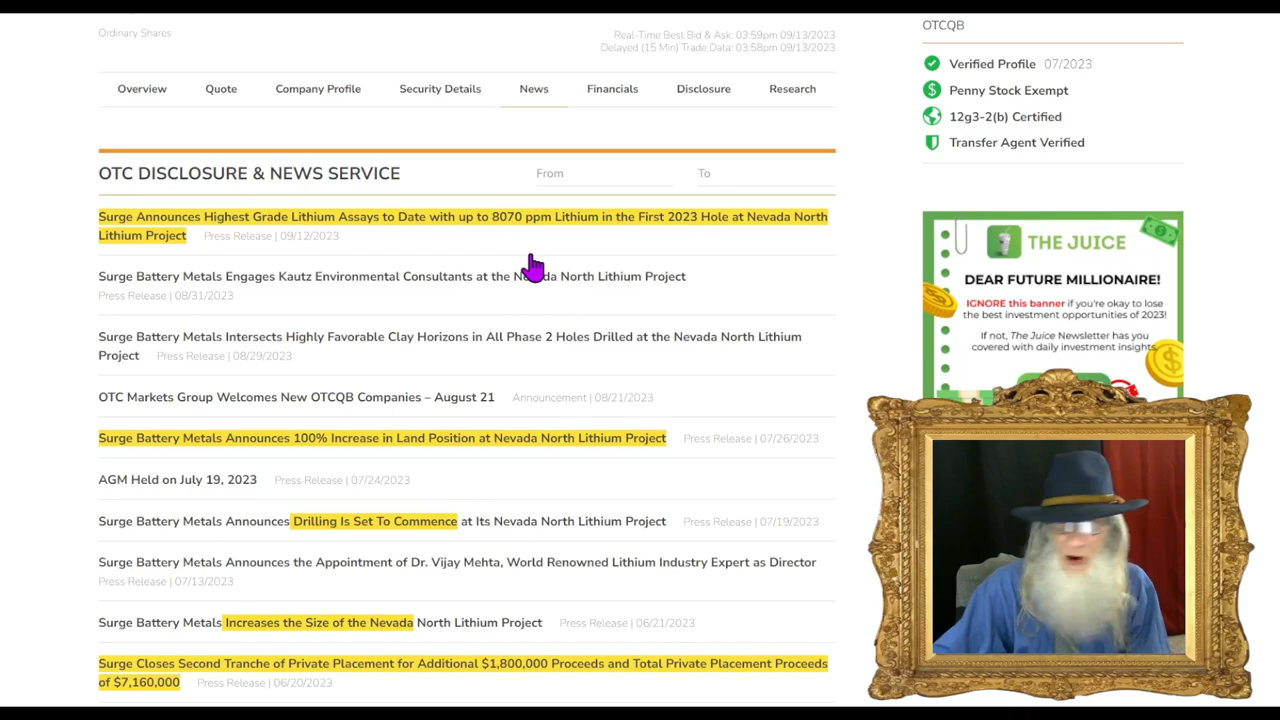 Ordinary Shares
Real-Time Best Bid & Ask: 03:59pm 09/13/2023
Delayed (15 Min) Trade Data: 03:58pm 09/13/2023
Overview Quote Company Profile Security Details News Financials Disclosure Research
OTC DISCLOSURE & NEWS SERVICE From To
Surge Announces Highest Grade Lithium Assays to Date with up to 8070 ppm Lithium in the First 2023 Hole at Nevada North
Lithium Project Press Release | 09/12/2023
Surge Battery Metals Engages Kautz Environmental Consultants at the Nevada North Lithium Project
Press Release | 08/31/2023
Surge Battery Metals Intersects Highly Favorable Clay Horizons in All Phase 2 Holes Drilled at the Nevada North Lithium
Project Press Release | 08/29/2023
OTC Markets Group Welcomes New OTCQB Companies – August 21 Announcement | 08/21/2023
Surge Battery Metals Announces 100% Increase in Land Position at Nevada North Lithium Project Press Release | 07/26/2023
AGM Held on July 19, 2023 Press Release | 07/24/2023
Surge Battery Metals Announces Drilling Is Set To Commence at Its Nevada North Lithium Project Press Release | 07/19/2023
Surge Battery Metals Announces the Appointment of Dr. Vijay Mehta, World Renowned Lithium Industry Expert as Director
Press Release | 07/13/2023
Surge Battery Metals Increases the Size of the Nevada North Lithium Project Press Release | 06/21/2023
Surge Closes Second Tranche of Private Placement for Additional $1,800,000 Proceeds and Total Private Placement Proceeds
of $7,160,000 Press Release | 06/20/2023
OTCQB
Verified Profile 07/2023
Penny Stock Exempt
12g3-2(b) Certified
Transfer Agent Verified
THE JUICE
DEAR FUTURE MILLIONAIRE!
IGNORE this banner if you're okay to lose
the best investment opportunities of 2023!
If not, The Juice Newsletter has you
covered with daily investment insights.